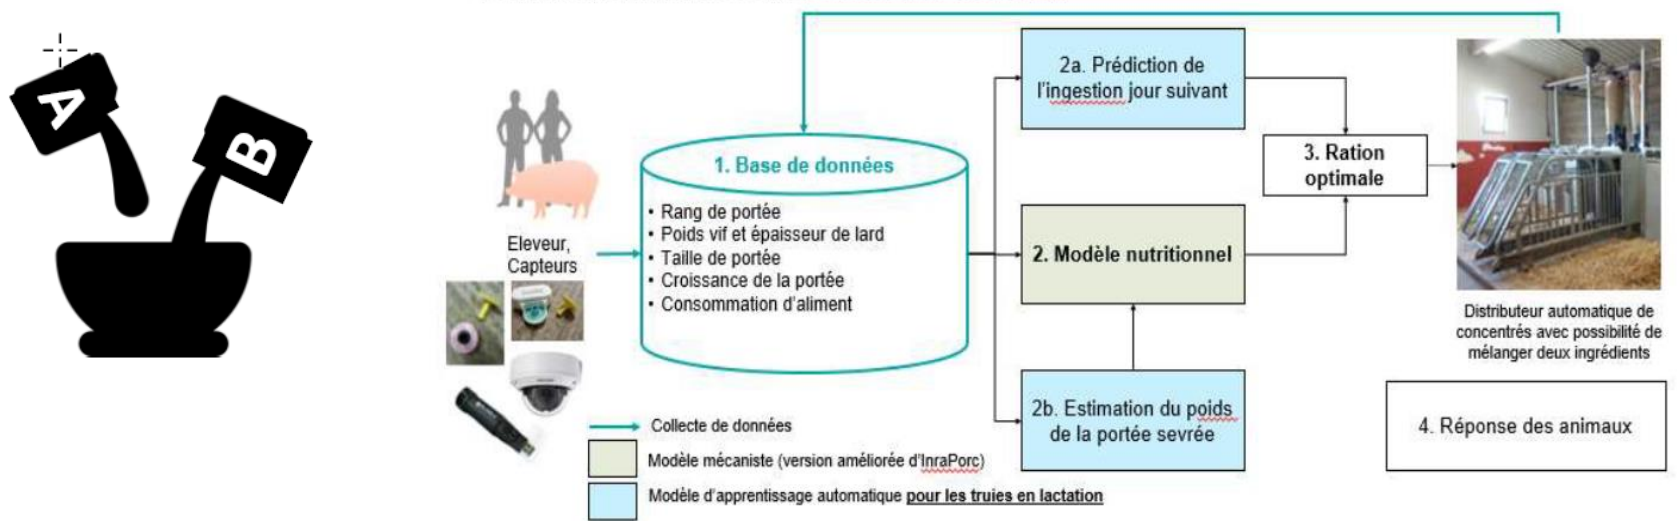 A
B
Eleveur,
Capteurs
1. Base de données
• Rang de portée
• Poids vif et épaisseur de lard
• Taille de portée
• Croissance de la portée
• Consommation d'aliment
2a. Prédiction de
l'ingestion jour suivant
2. Modèle nutritionnel
2b. Estimation du poids
de la portée sevrée
3. Ration
optimale
Distributeur automatique de
concentrés avec possibilité de
mélanger deux ingrédients
4. Réponse des animaux
Collecte de données
Modèle mécaniste (version améliorée d'InraPorc)
Modèle d'apprentissage automatique pour les truies en lactation